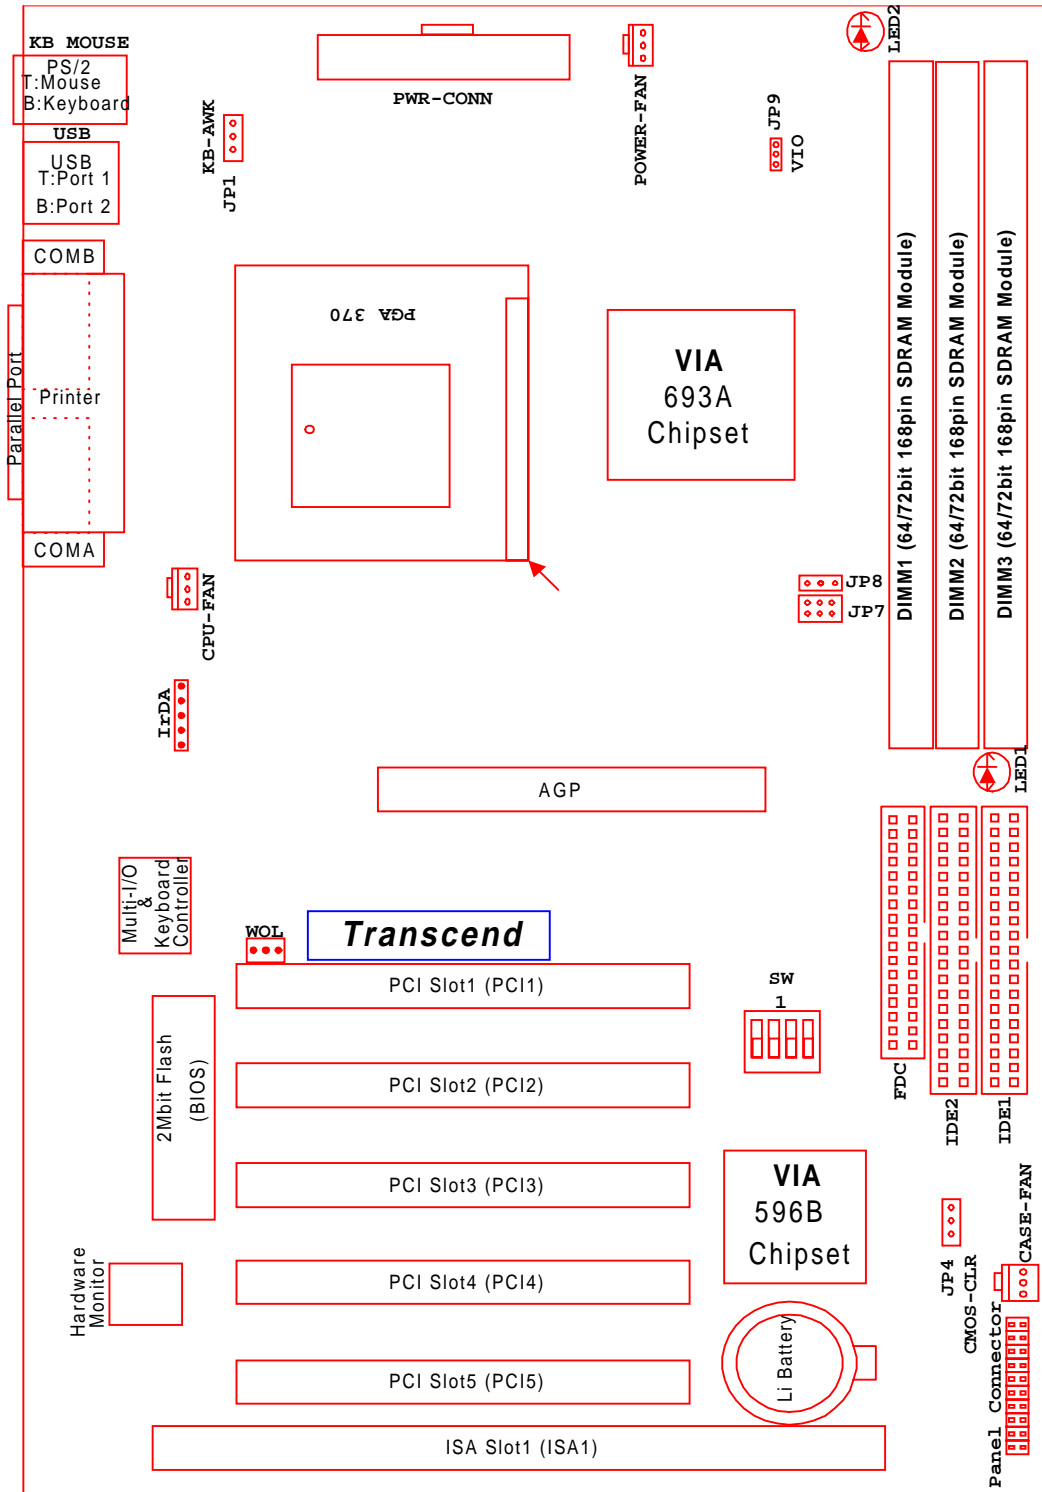 LED2
KB MOUSE
PS/2
T:Mouse
B:Keyboard
PWR-CONN
POWER-FAN
JP9
VIO
KB-AWK
JP1
USB
USB
T:Port 1
B:Port 2
COMB
Parallel Port
Printer
COMA
PGA 370
VIA
693A
Chipset
DIMM1 (64/72bit 168pin SDRAM Module)
DIMM2 (64/72bit 168pin SDRAM Module)
DIMM3 (64/72bit 168pin SDRAM Module)
CPU-FAN
JP8
JP7
IrDA
LED1
AGP
Multi-I/O
&
Keyboard
Controller
WOL
Transcend
PCI Slot1 (PCI1)
SW
1
FDC
IDE2
IDE1
2Mbit Flash
(BIOS)
PCI Slot2 (PCI2)
PCI Slot3 (PCI3)
VIA
596B
Chipset
JP4
CMOS-CLR
CASE-FAN
Hardware
Monitor
PCI Slot4 (PCI4)
Li Battery
Panel Connector
PCI Slot5 (PCI5)
ISA Slot1 (ISA1)